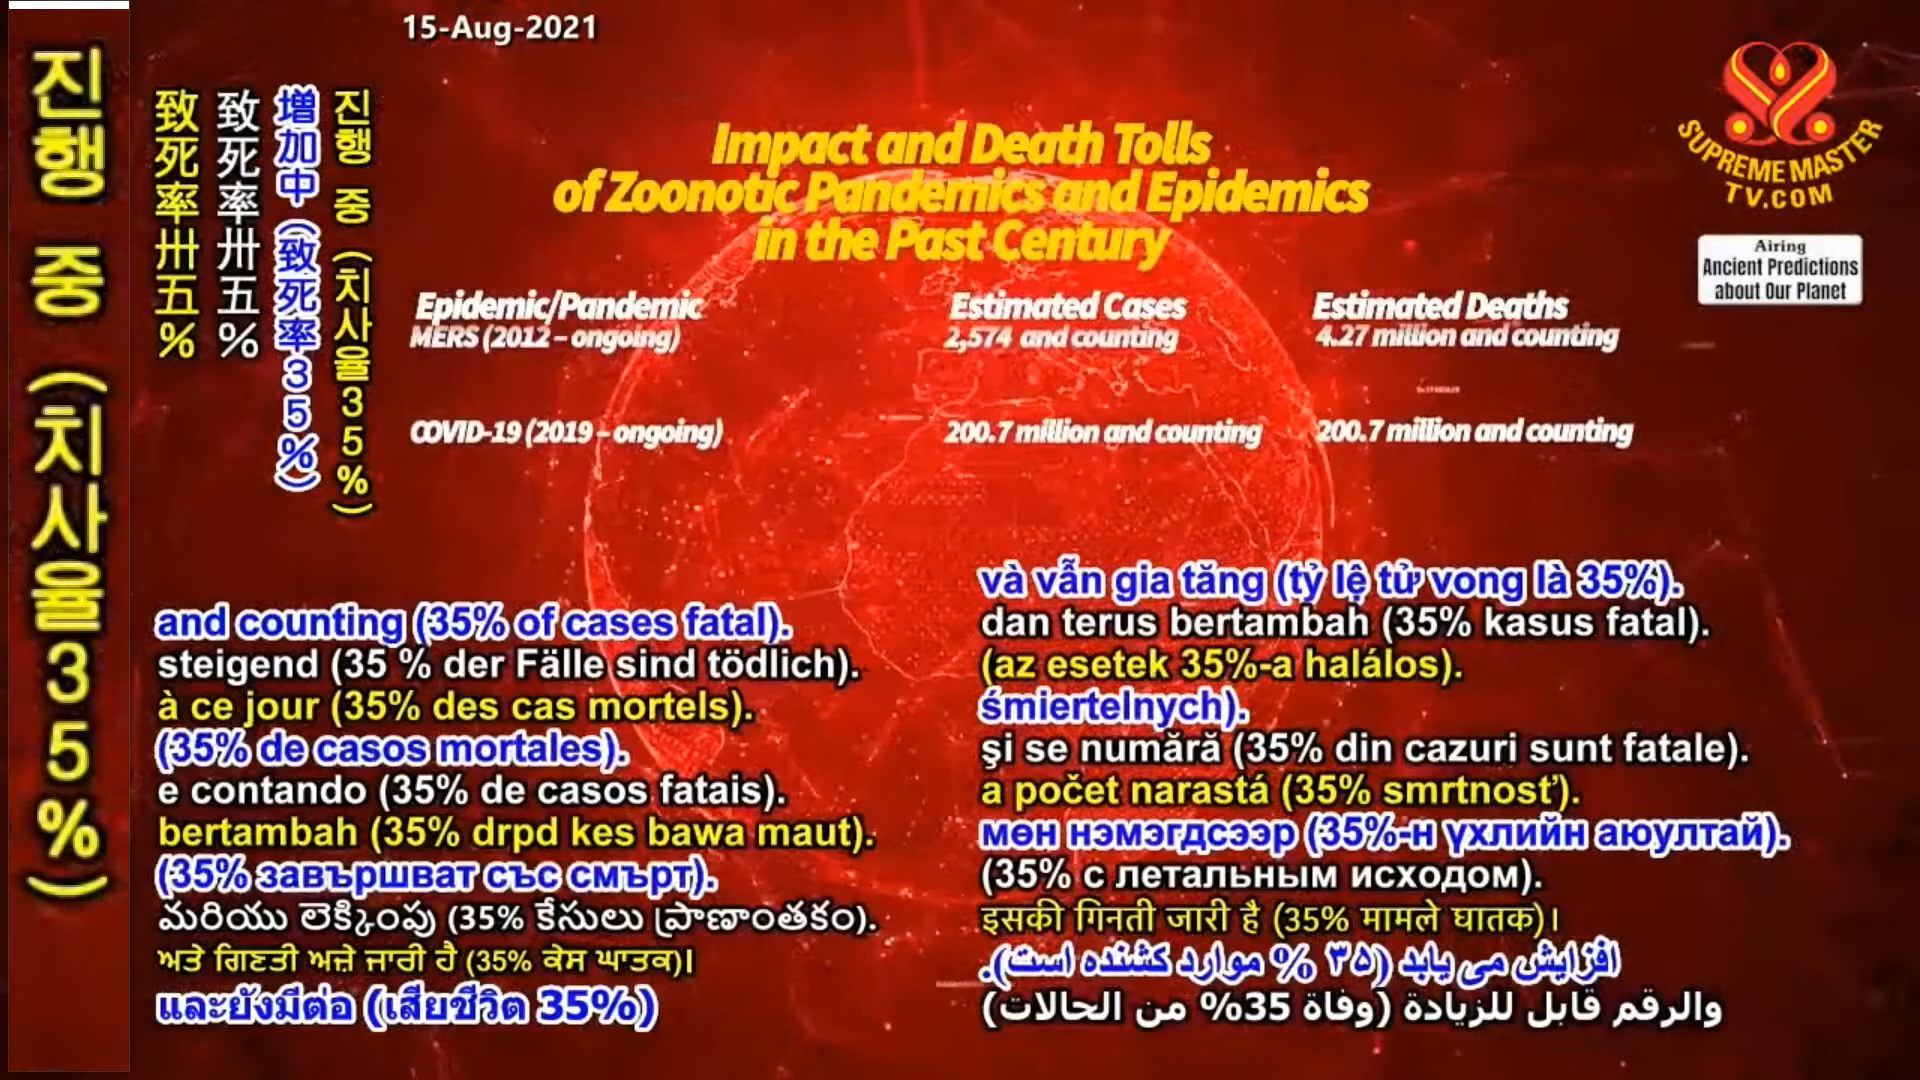 진행 중 (치사율35%)
15-Aug-2021
致死率卅五%
致死率卅五%
増加中（致死率35%）
진행 중 (치사율35%)
Impact and Death Tolls
of Zoonotic Pandemics and Epidemics
in the Past Century
SUPREME MASTER
TV.COM
Airing
Ancient Predictions
about Our Planet
Epidemic/Pandemic Estimated Cases Estimated Deaths
MERS (2012 – ongoing) 2,574 and counting 4.27 million and counting
COVID-19 (2019 – ongoing) 200.7 million and counting 200.7 million and counting
and counting (35% of cases fatal).
steigend (35 % der Fälle sind tödlich).
à ce jour (35% des cas mortels).
(35% de casos mortales).
e contando (35% de casos fatais).
bertambah (35% drpd kes bawa maut).
(35% завършват със смърт).
మరియు లెక్కింపు (35% కేసులు ప్రాణాంతకం).
ਅਤੇ ਗਿਣਤੀ ਅਜੇ ਜਾਰੀ ਹੈ (35% ਕੇਸ ਘਾਤਕ)।
และยังมีต่อ (เสียชีวิต 35%)
và vẫn gia tăng (tỷ lệ tử vong là 35%).
dan terus bertambah (35% kasus fatal).
(az esetek 35%-a halálos).
śmiertelnych).
şi se numără (35% din cazuri sunt fatale).
a počet narastá (35% smrtnosť).
мөн нэмэгдсээр (35%-н үхлийн аюултай).
(35% с летальным исходом).
इसकी गिनती जारी है (35% मामले घातक)।
افزایش می یابد (۳۵ % موارد کشنده است).
والرقم قابل للزيادة (وفاة 35% من الحالات)